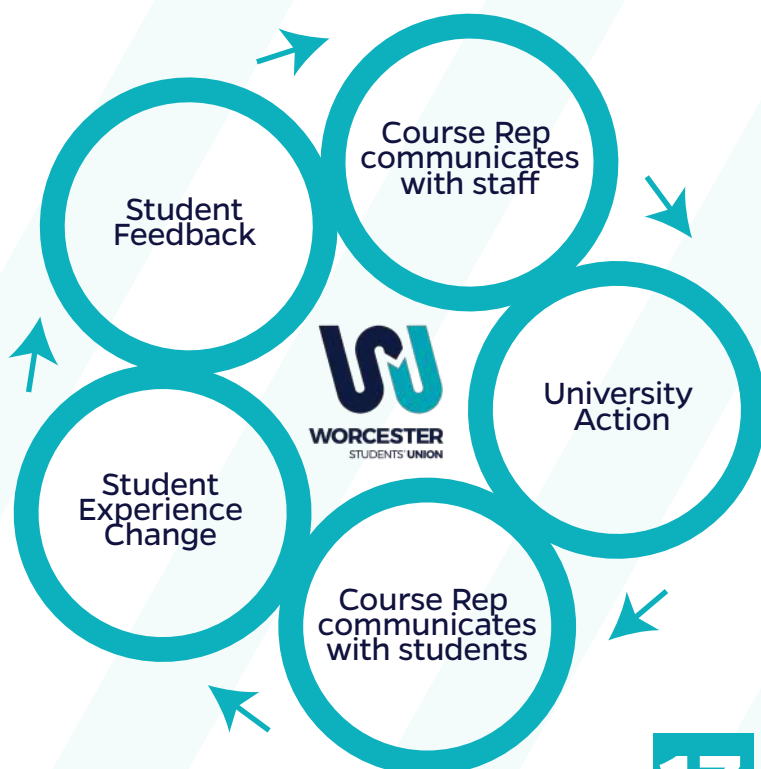 Course Rep
communicates
with staff
Student
Feedback
University
Action
WORCESTER
STUDENTS' UNION
Student
Experience
Change
Course Rep
communicates
with students